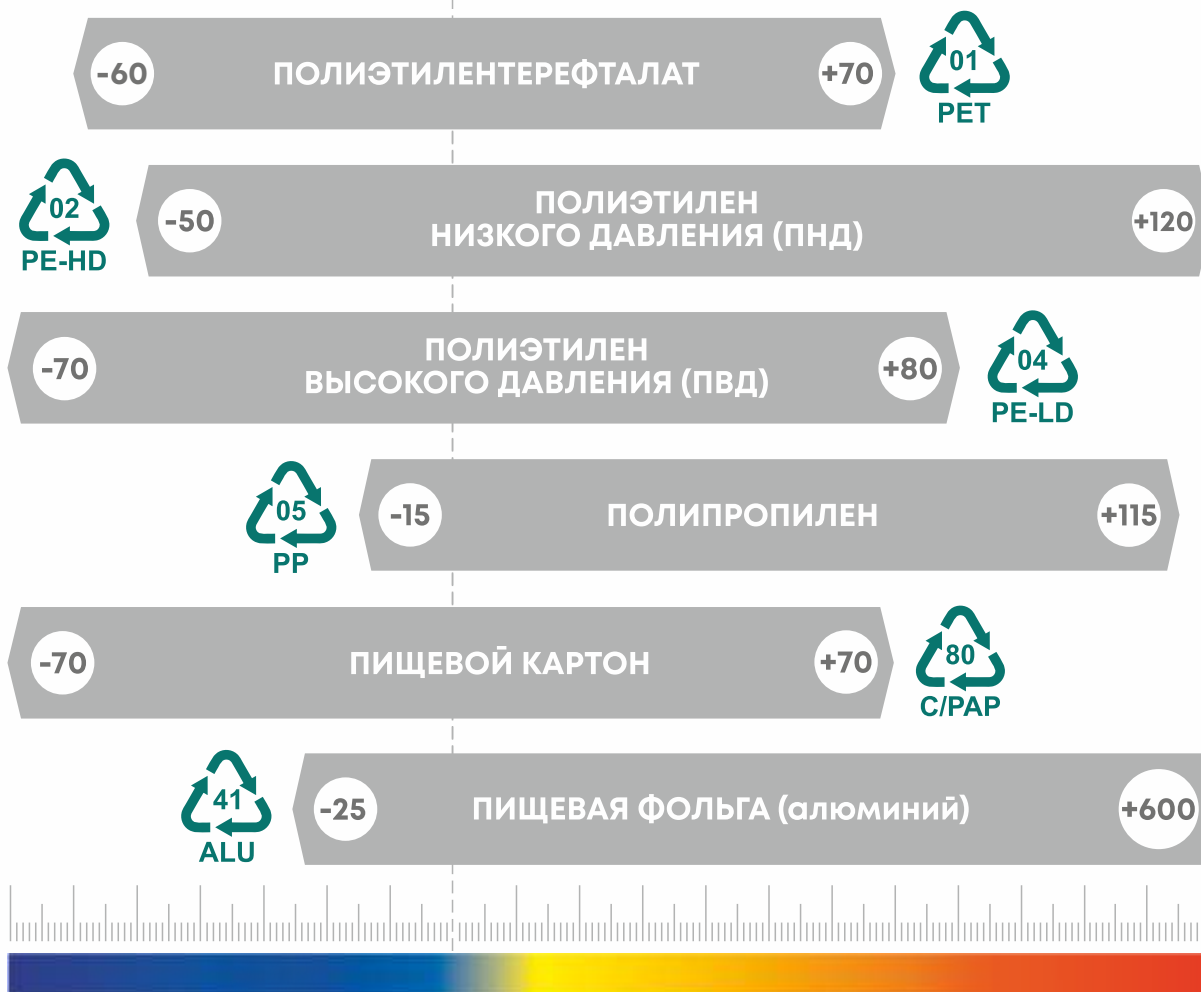 -60 ПОЛИЭТИЛЕНТЕРЕФТАЛАТ +70
01
PET
02
PE-HD
-50
ПОЛИЭТИЛЕН
НИЗКОГО ДАВЛЕНИЯ (ПНД)
+120
-70
ПОЛИЭТИЛЕН
ВЫСОКОГО ДАВЛЕНИЯ (ПВД)
+80
04
PE-LD
05
PP
-15 ПОЛИПРОПИЛЕН +115
-70 ПИЩЕВОЙ КАРТОН +70
80
C/PAP
41
ALU
-25 ПИЩЕВАЯ ФОЛЬГА (алюминий) +600